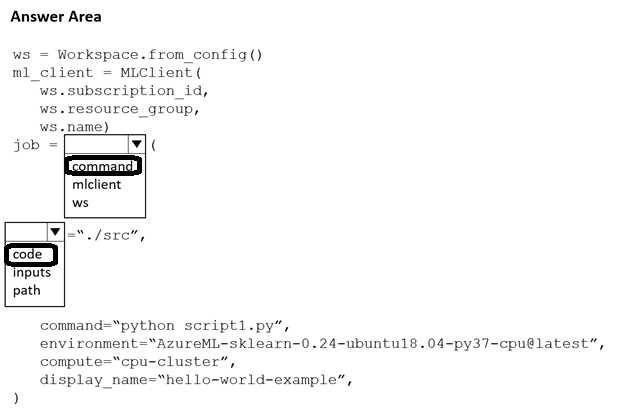 Answer Area
ws = Workspace.from_config()
ml_client = MLClient(
ws.subscription_id,
ws.resource_group,
ws.name)
job = ▼ (
command
mlclient
ws
▼ =“./src”,
code
inputs
path
command=“python script1.py”,
environment=“AzureML-sklearn-0.24-ubuntu18.04-py37-cpu@latest”,
compute=“cpu-cluster”,
display_name=“hello-world-example”,
)